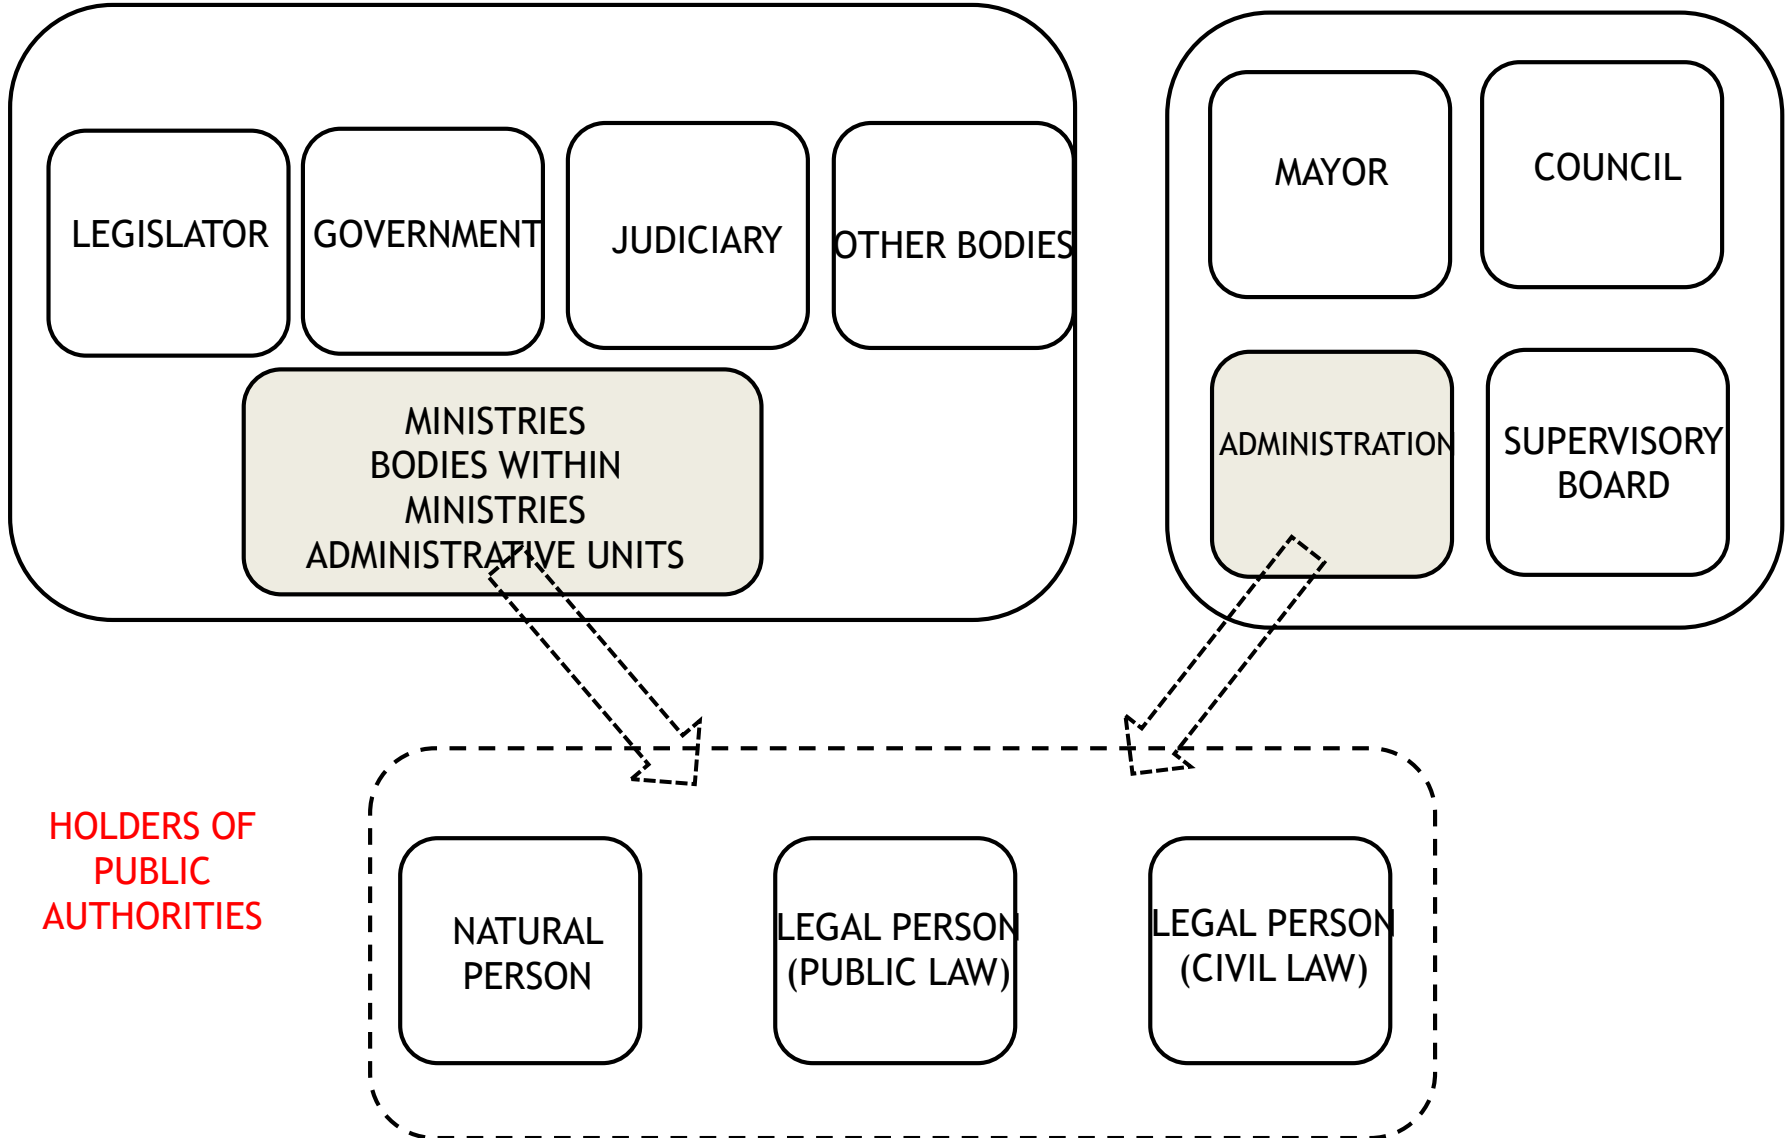 LEGISLATOR
GOVERNMENT
JUDICIARY
OTHER BODIES
MINISTRIES
BODIES WITHIN
MINISTRIES
ADMINISTRATIVE UNITS
MAYOR
COUNCIL
ADMINISTRATION
SUPERVISORY
BOARD
HOLDERS OF
PUBLIC
AUTHORITIES
NATURAL
PERSON
LEGAL PERSON
(PUBLIC LAW)
LEGAL PERSON
(CIVIL LAW)